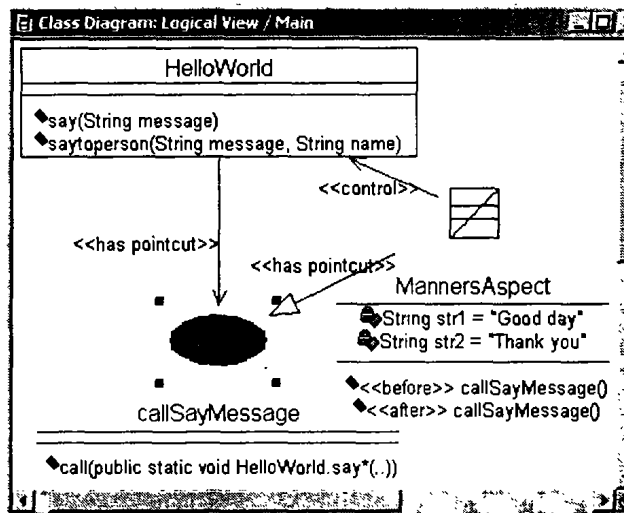 Class Diagram: Logical View / Main
HelloWorld
say(String message)
saytoperson(String message, String name)
<<control>>
<<has pointcut>>
<<has pointcut>>
MannersAspect
String str1 = "Good day"
String str2 = "Thank you"
<<before>> callSayMessage()
<<after>> callSayMessage()
callSayMessage
call(public static void HelloWorld.say*(..))